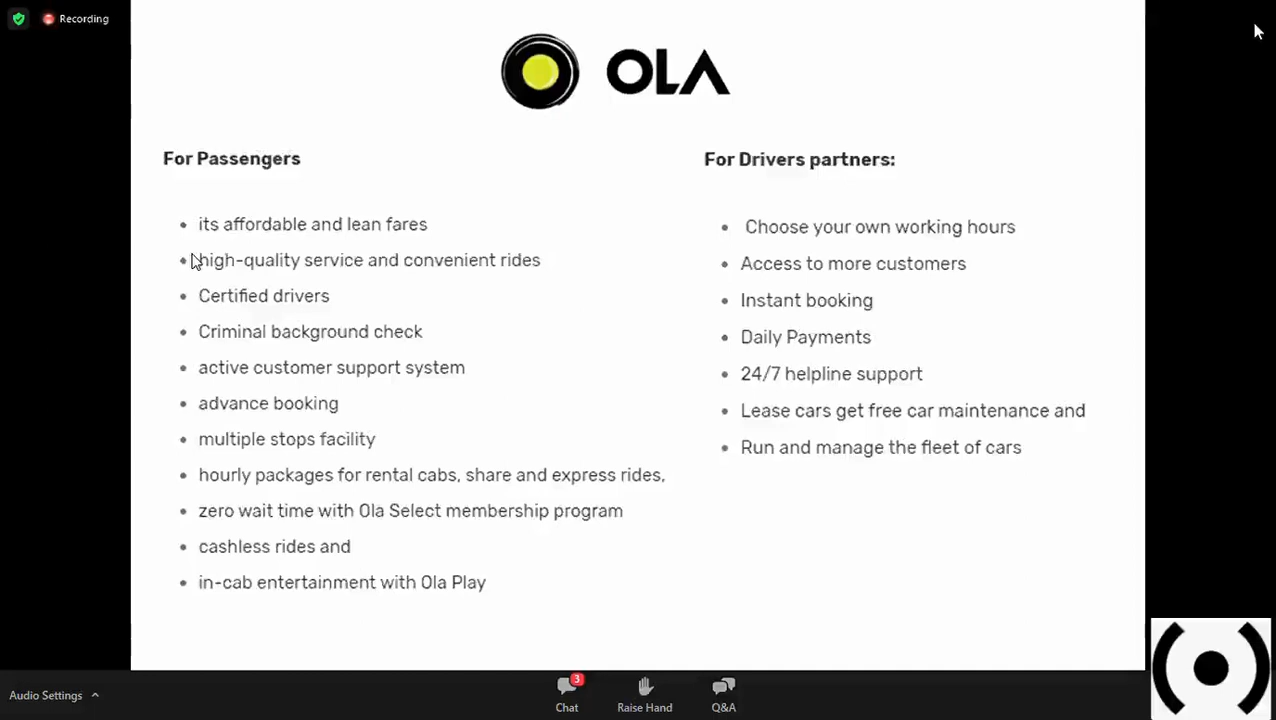 Recording
OLA
For Passengers
its affordable and lean fares
high-quality service and convenient rides
Certified drivers
Criminal background check
active customer support system
advance booking
multiple stops facility
hourly packages for rental cabs, share and express rides,
zero wait time with Ola Select membership program
cashless rides and
in-cab entertainment with Ola Play
For Drivers partners:
Choose your own working hours
Access to more customers
Instant booking
Daily Payments
24/7 helpline support
Lease cars get free car maintenance and
Run and manage the fleet of cars
Audio Settings
3
Chat
Raise Hand
Q&A